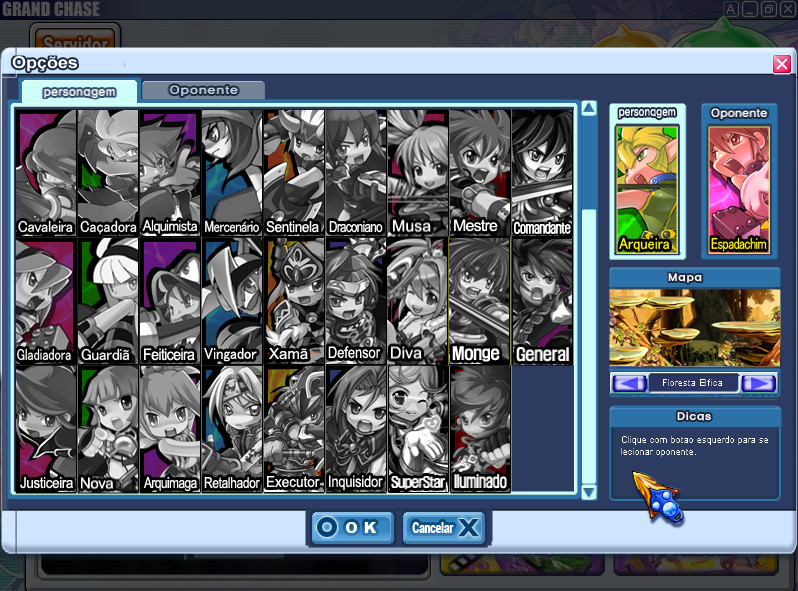 GRAND CHASE
A
Servidor
Opções
personagem
Oponente
Cavaleira
Caçadora
Alquimista
Mercenário
Sentinela
Draconiano
Musa
Mestre
Comandante
Gladiadora
Guardiã
Feiticeira
Vingador
Xamã
Defensor
Diva
Monge
General
Justiceira
Nova
Arquimaga
Retalhador
Executor
Inquisidor
SuperStar
Iluminado
personagem
Arqueira
Oponente
Espadachim
Mapa
Floresta Elfica
Dicas
Clique com botao esquerdo para se
lecionar oponente.
OK
Cancelar X